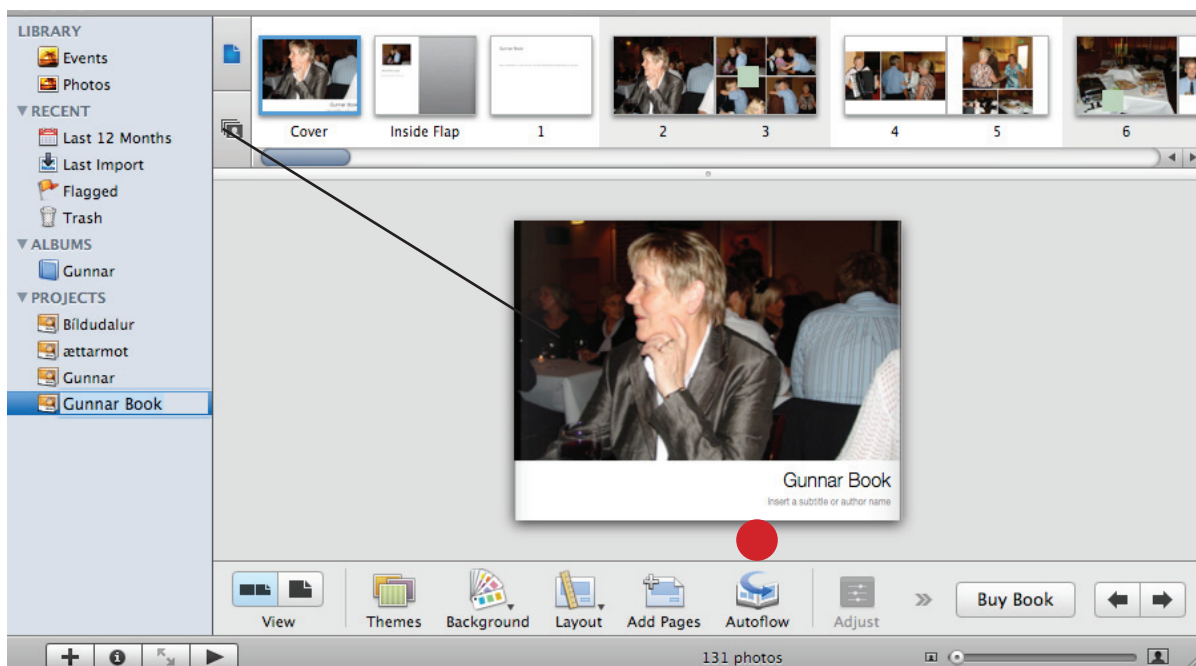 LIBRARY
Events
Photos
RECENT
Last 12 Months
Last Import
Flagged
Trash
ALBUMS
Gunnar
PROJECTS
Bíldudalur
ættarmot
Gunnar
Gunnar Book
Cover
Inside Flap
1
2
3
4
5
6
Gunnar Book
Insert a subtitle or author name
View
Themes
Background
Layout
Add Pages
Autoflow
Adjust
Buy Book
131 photos